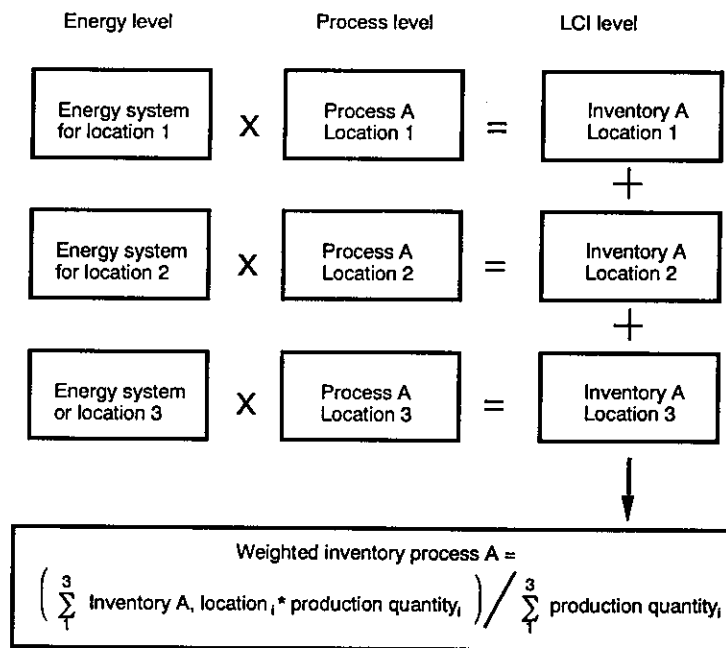 Energy level Process level LCI level
Energy system Process A Inventory A
for location 1 X Location 1 = Location 1
+
Energy system Process A Inventory A
for location 2 X Location 2 = Location 2
+
Energy system Process A Inventory A
or location 3 X Location 3 = Location 3
Weighted inventory process A =
( 3∑1 Inventory A, location i * production quantity i ) / 3∑1 production quantity i